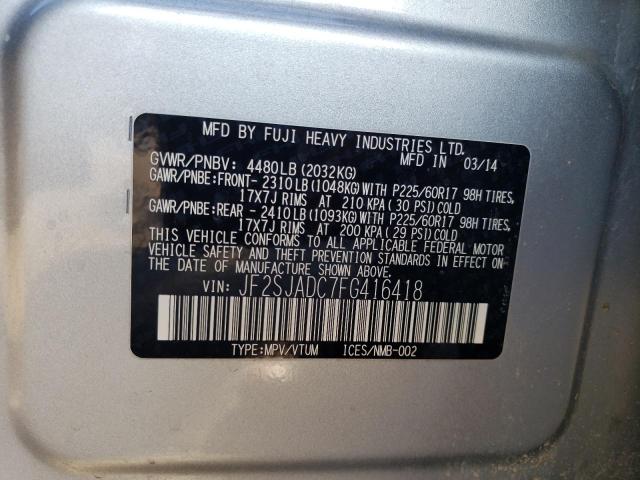 MFD BY FUJI HEAVY INDUSTRIES LTD.
MFD IN 03/14
GVWR/PNBV: 4480LB(2032KG)
GAWR/PNBE:FRONT- 2310LB(1048KG)WITH P225/60R17 98H TIRES,
17X7J RIMS AT 210 KPA( 30 PSI)COLD
GAWR/PNBE:REAR - 2410LB(1093KG)WITH P225/60R17 98H TIRES,
17X7J RIMS AT 200 KPA( 29 PSI)COLD
THIS VEHICLE CONFORMS TO ALL APPLICABLE FEDERAL MOTOR
VEHICLE SAFETY AND THEFT PREVENTION STANDARDS IN EFFECT ON
THE DATE OF MANUFACTURE SHOWN ABOVE.
VIN: JF2SJADC7FG416418
TYPE:MPV/VTUM ICES/NMB-002